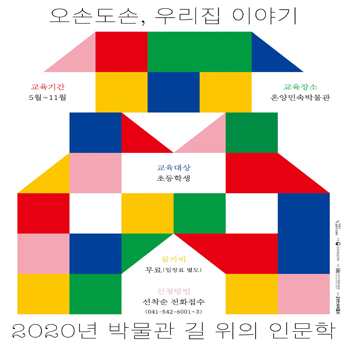 오손도손, 우리집 이야기
교육기간
5월~11월
교육장소
온양민속박물관
교육대상
초등학생
참가비
무료(입장료 별도)
신청방법
선착순 전화접수
(041-542-6001~3)
2020년 박물관 길 위의 인문학